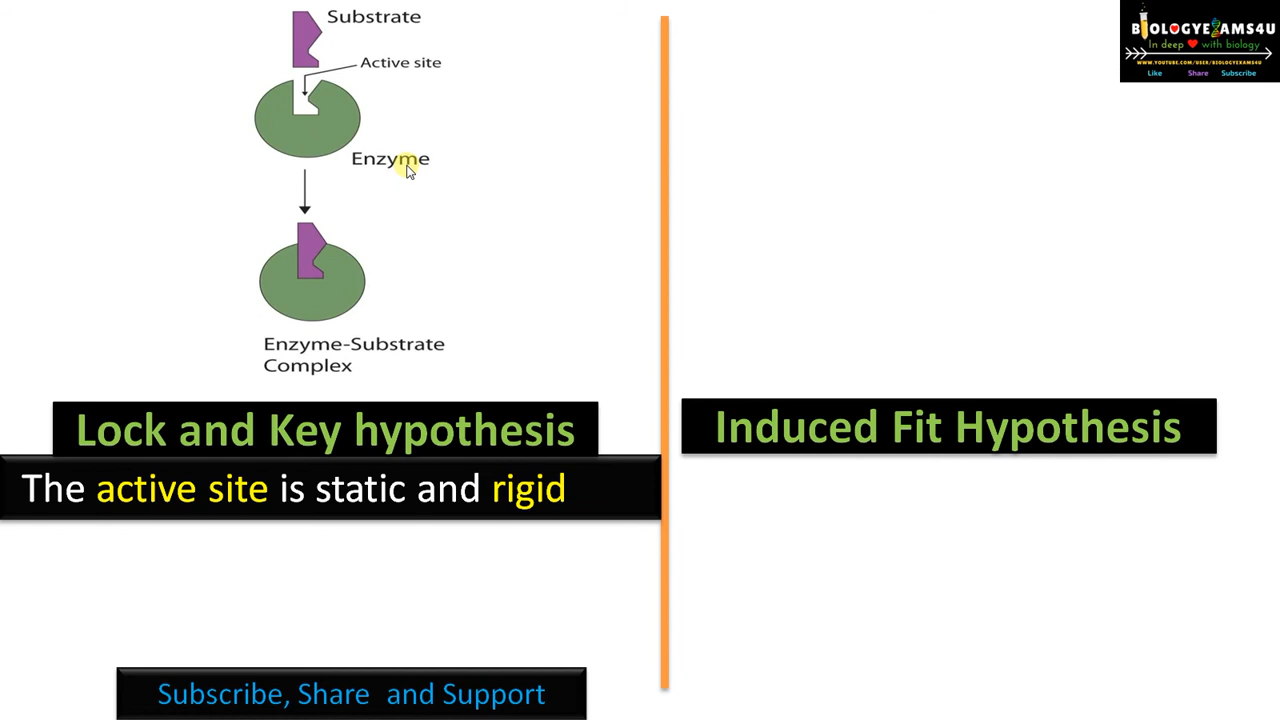 Substrate
Active site
Enzyme
Enzyme-Substrate
Complex
Lock and Key hypothesis
The active site is static and rigid
Subscribe, Share and Support
BIOLOGYEXAMS4U
In deep with biology
WWW.YOUTUBE.COM/USER/BIOLOGYEXAMS4U
Like Share Subscribe
Induced Fit Hypothesis